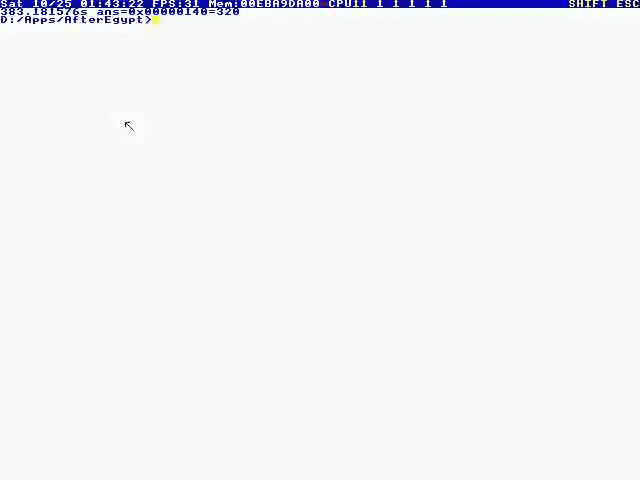 Sat 10/25 01:43:22 FPS:31 Mem:00EBA9DA00 CPU11 1 1 1 1 1 SHIFT ESC
383.181576s ans=0x00000140=320
D:/Apps/AfterEgypt>